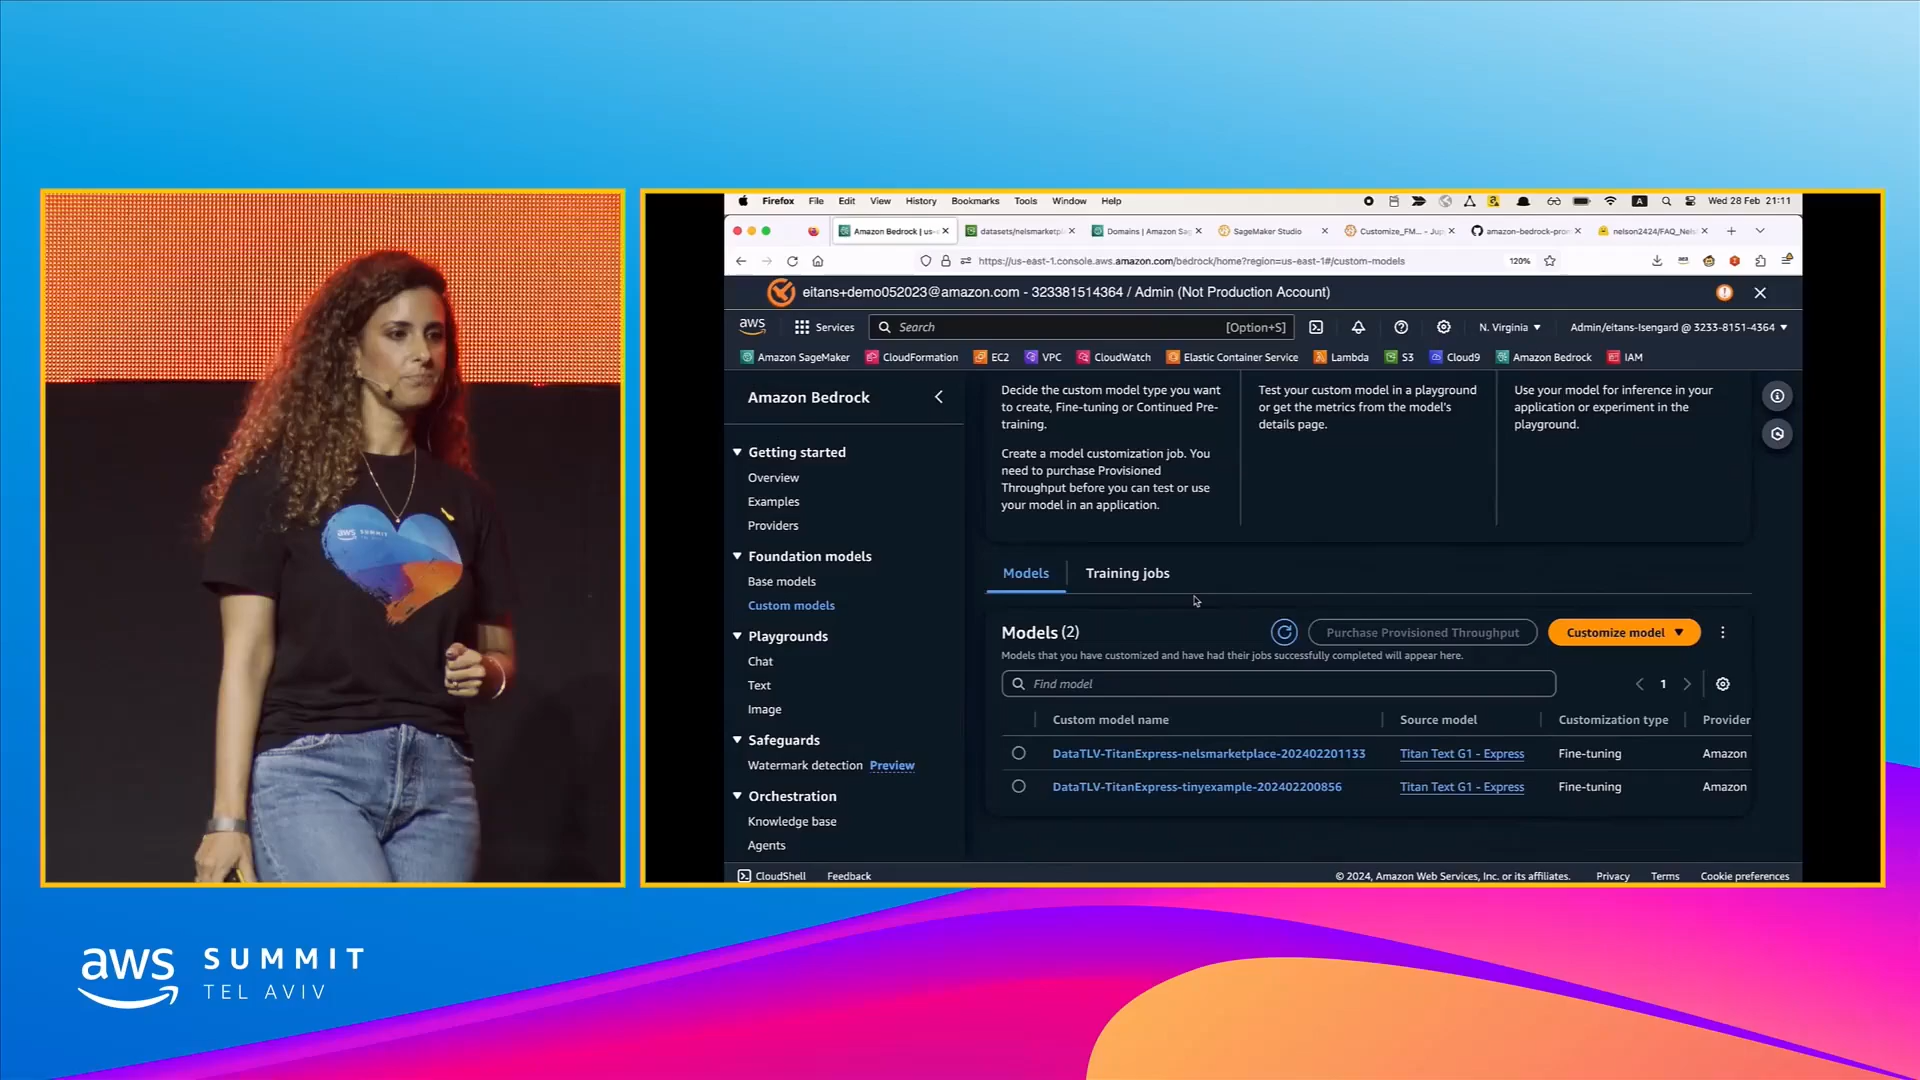 aws SUMMIT
TEL AVIV
Firefox File Edit View History Bookmarks Tools Window Help
A
Wed 28 Feb 21:11
Amazon Bedrock | us-
datasets/nelsmarketpl
Domains | Amazon Sag
SageMaker Studio
Customize_FM... - Jup
amazon-bedrock-pro
nelson2424/FAQ_Nels
https://us-east-1.console.aws.amazon.com/bedrock/home?region=us-east-1#/custom-models
120%
eitans+demo052023@amazon.com - 323381514364 / Admin (Not Production Account)
aws
Services
Search
[Option+S]
N. Virginia
Admin/eitans-Isengard @ 3233-8151-4364
Amazon SageMaker
CloudFormation
EC2
VPC
CloudWatch
Elastic Container Service
Lambda
S3
Cloud9
Amazon Bedrock
IAM
Amazon Bedrock
Getting started
Overview
Examples
Providers
Foundation models
Base models
Custom models
Playgrounds
Chat
Text
Image
Safeguards
Watermark detection Preview
Orchestration
Knowledge base
Agents
Decide the custom model type you want
to create, Fine-tuning or Continued Pre-
training.
Create a model customization job. You
need to purchase Provisioned
Throughput before you can test or use
your model in an application.
Test your custom model in a playground
or get the metrics from the model's
details page.
Use your model for inference in your
application or experiment in the
playground.
Models
Training jobs
Models (2)
Purchase Provisioned Throughput
Customize model
Models that you have customized and have had their jobs successfully completed will appear here.
Find model
1
Custom model name
Source model
Customization type
Provider
DataTLV-TitanExpress-nelsmarketplace-202402201133
Titan Text G1 - Express
Fine-tuning
Amazon
DataTLV-TitanExpress-tinyexample-202402200856
Titan Text G1 - Express
Fine-tuning
Amazon
CloudShell
Feedback
© 2024, Amazon Web Services, Inc. or its affiliates.
Privacy
Terms
Cookie preferences
aws SUMMIT
TEL AVIV